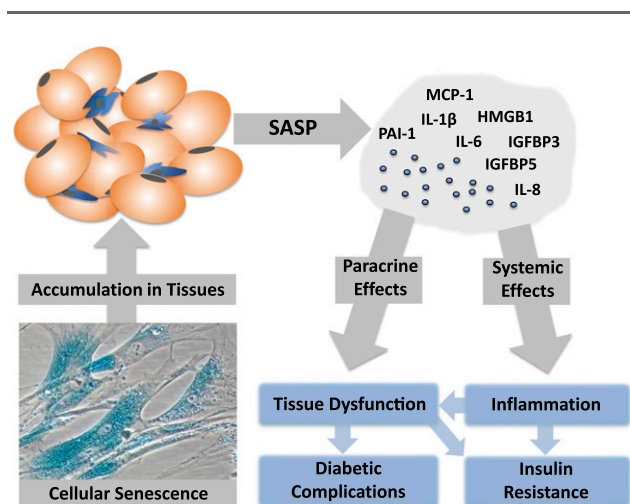 MCP-1
IL-1β
HMGB1
PAI-1
IL-6
IGFBP3
IGFBP5
IL-8
SASP
Paracrine
Effects
Systemic
Effects
Accumulation in Tissues
Cellular Senescence
Tissue Dysfunction
Inflammation
Diabetic
Complications
Insulin
Resistance